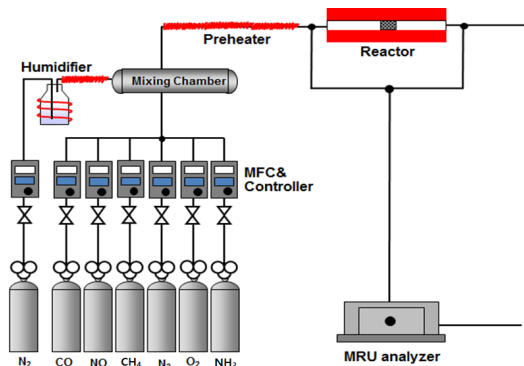 Preheater
Reactor
Humidifier
Mixing Chamber
MFC&
Controller
N₂ CO NO CH₄ N₂ O₂ NH₃
MRU analyzer